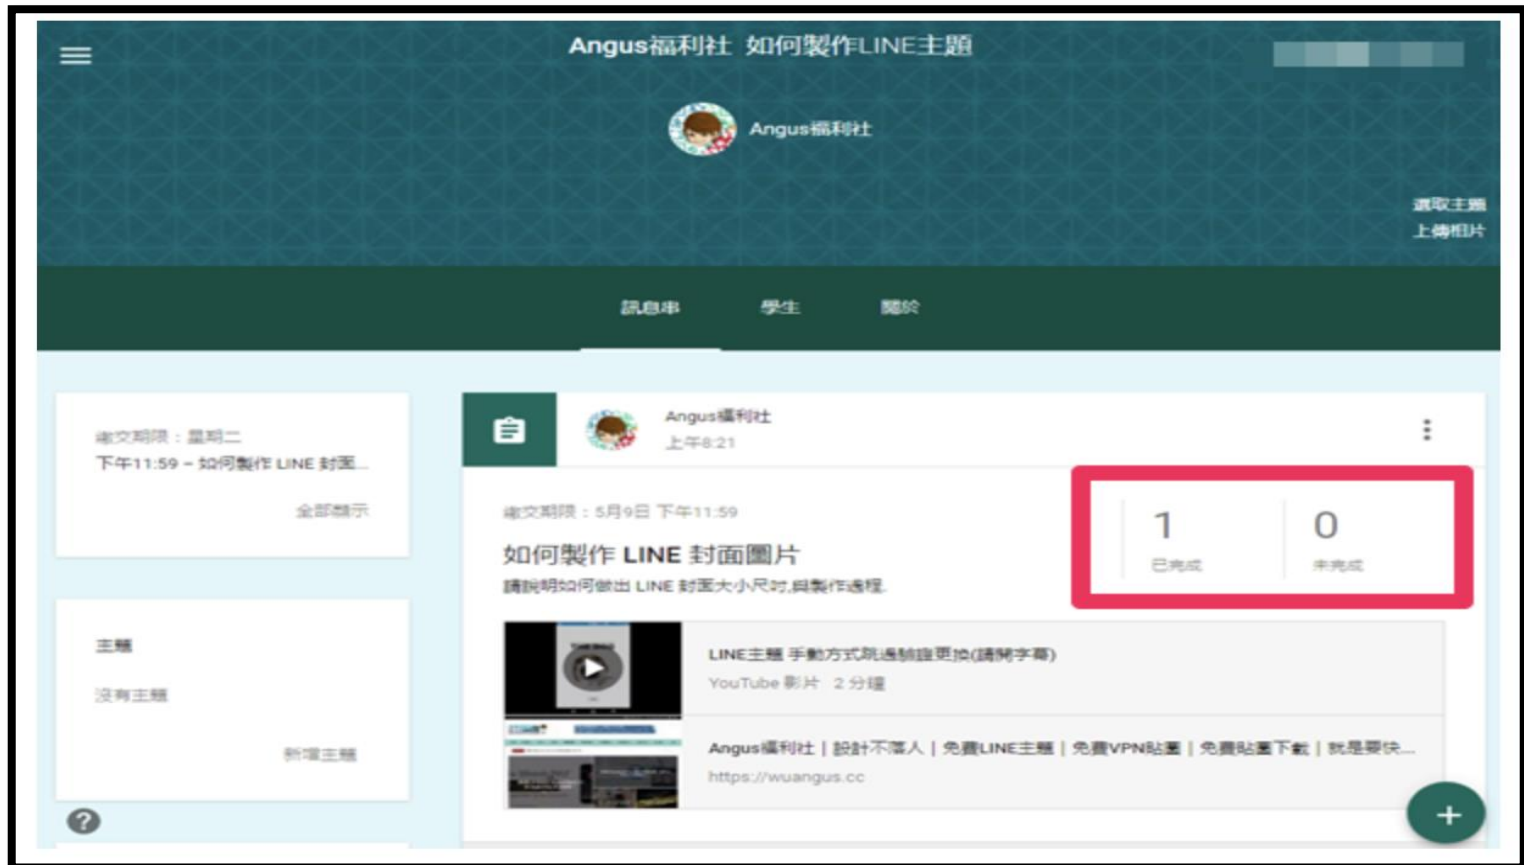 Angus福利社 如何製作LINE主題
Angus福利社
選取主題
上傳相片
訊息串
學生
關於
繳交期限：星期二
下午11:59 – 如何製作 LINE 封面...
全部顯示
主題
沒有主題
新增主題
Angus福利社
上午8:21
繳交期限：5月9日 下午11:59
如何製作 LINE 封面圖片
請說明如何做出 LINE 封面大小尺吋,與製作過程.
1
已完成
0
未完成
LINE主題 手動方式跳過驗證更換(請開字幕)
YouTube 影片 2 分鐘
Angus福利社 | 設計不落人 | 免費LINE主題 | 免費VPN貼圖 | 免費貼圖下載 | 就是要快...
https://wuangus.cc